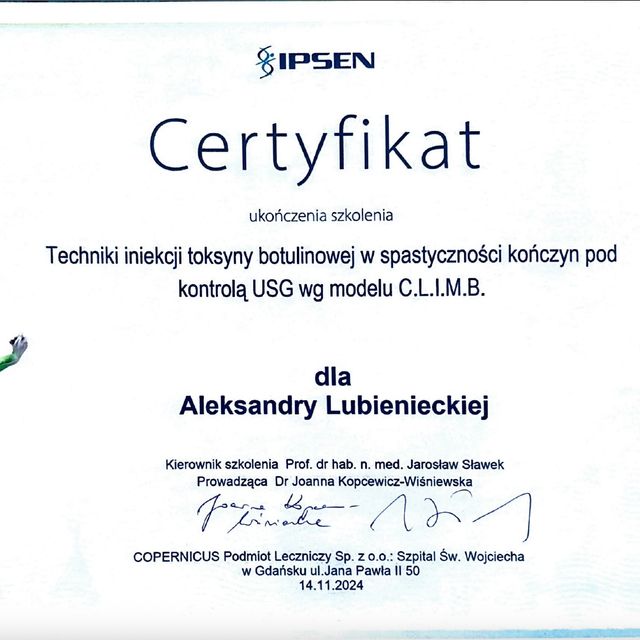 IPSEN
Certyfikat
ukończenia szkolenia
Techniki iniekcji toksyny botulinowej w spastyczności kończyn pod
kontrolą USG wg modelu C.L.I.M.B.
dla
Aleksandry Lubienieckiej
Kierownik szkolenia Prof. dr hab. n. med. Jarosław Sławek
Prowadząca Dr Joanna Kopcewicz-Wiśniewska
COPERNICUS Podmiot Leczniczy Sp. z o.o.: Szpital Św. Wojciecha
w Gdańsku ul.Jana Pawła II 50
14.11.2024